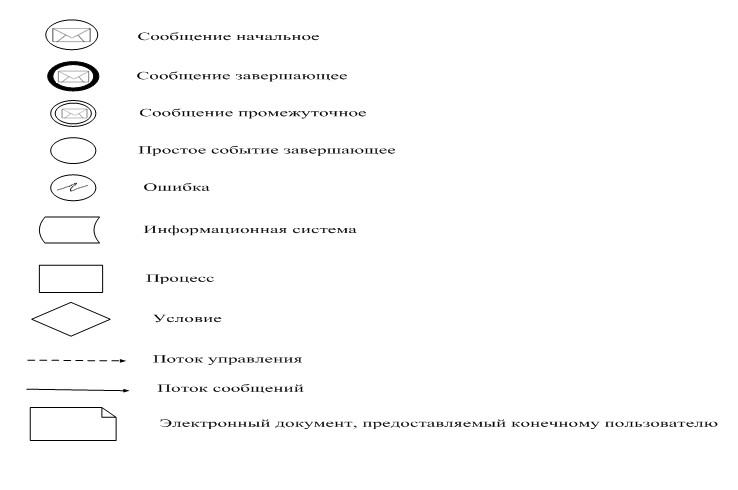 Сообщение начальное
Сообщение завершающее
Сообщение промежуточное
Простое событие завершающее
Ошибка
Информационная система
Процесс
Условие
Поток управления
Поток сообщений
Электронный документ, предоставляемый конечному пользователю